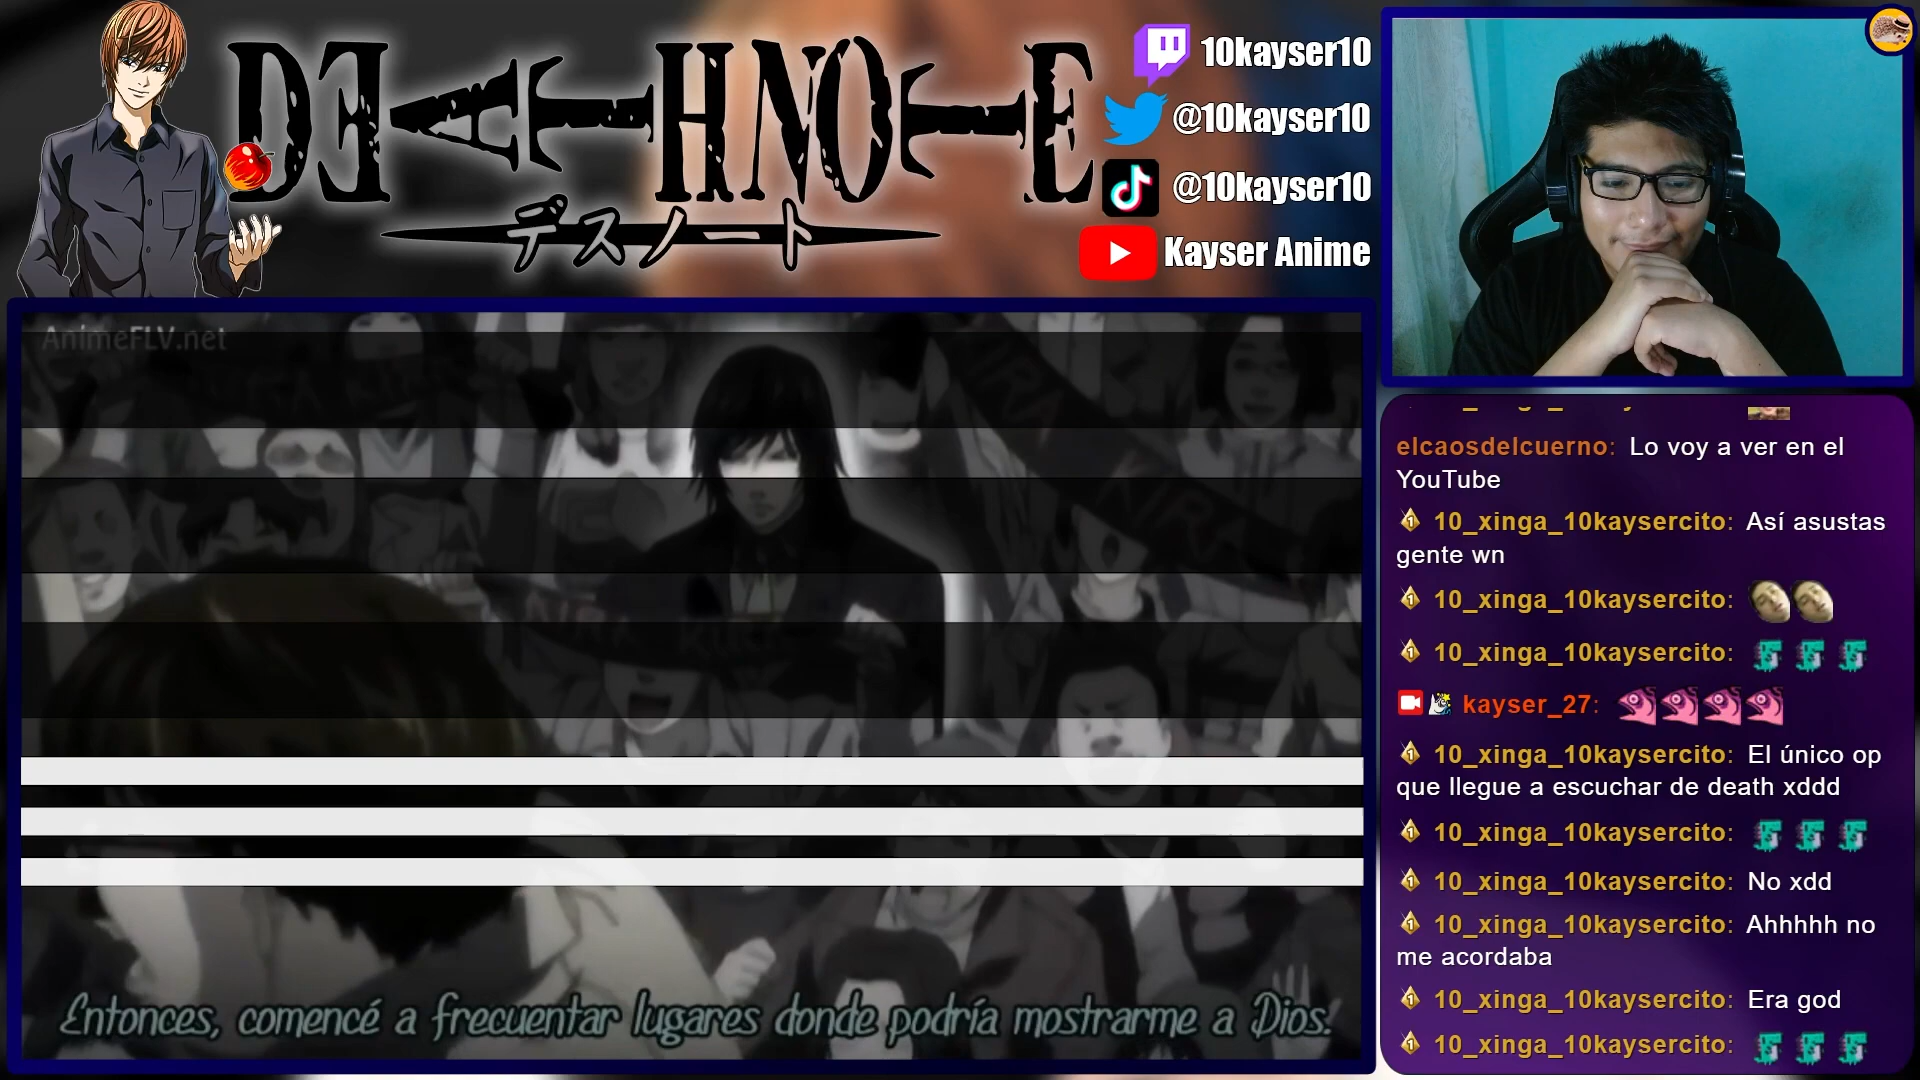 DEATH NOTE
デスノート
10kayser10
@10kayser10
@10kayser10
Kayser Anime
AnimeFLV.net
KIRA
KIRA
Entonces, comencé a frecuentar lugares donde podría mostrarme a Dios.
elcaosdelcuerno: Lo voy a ver en el
YouTube
10_xinga_10kaysercito: Así asustas
gente wn
10_xinga_10kaysercito:
10_xinga_10kaysercito:
kayser_27:
10_xinga_10kaysercito: El único op
que llegue a escuchar de death xddd
10_xinga_10kaysercito:
10_xinga_10kaysercito: No xdd
10_xinga_10kaysercito: Ahhhhh no
me acordaba
10_xinga_10kaysercito: Era god
10_xinga_10kaysercito: